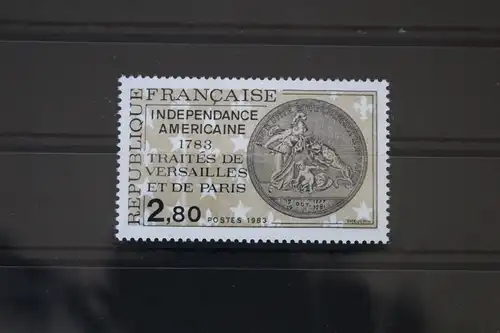 REPUBLIQUE
FRANÇAISE
INDEPENDANCE
AMERICAINE
1783
TRAITÉS DE
VERSAILLES
ET DE PARIS
2,80
POSTES 1983